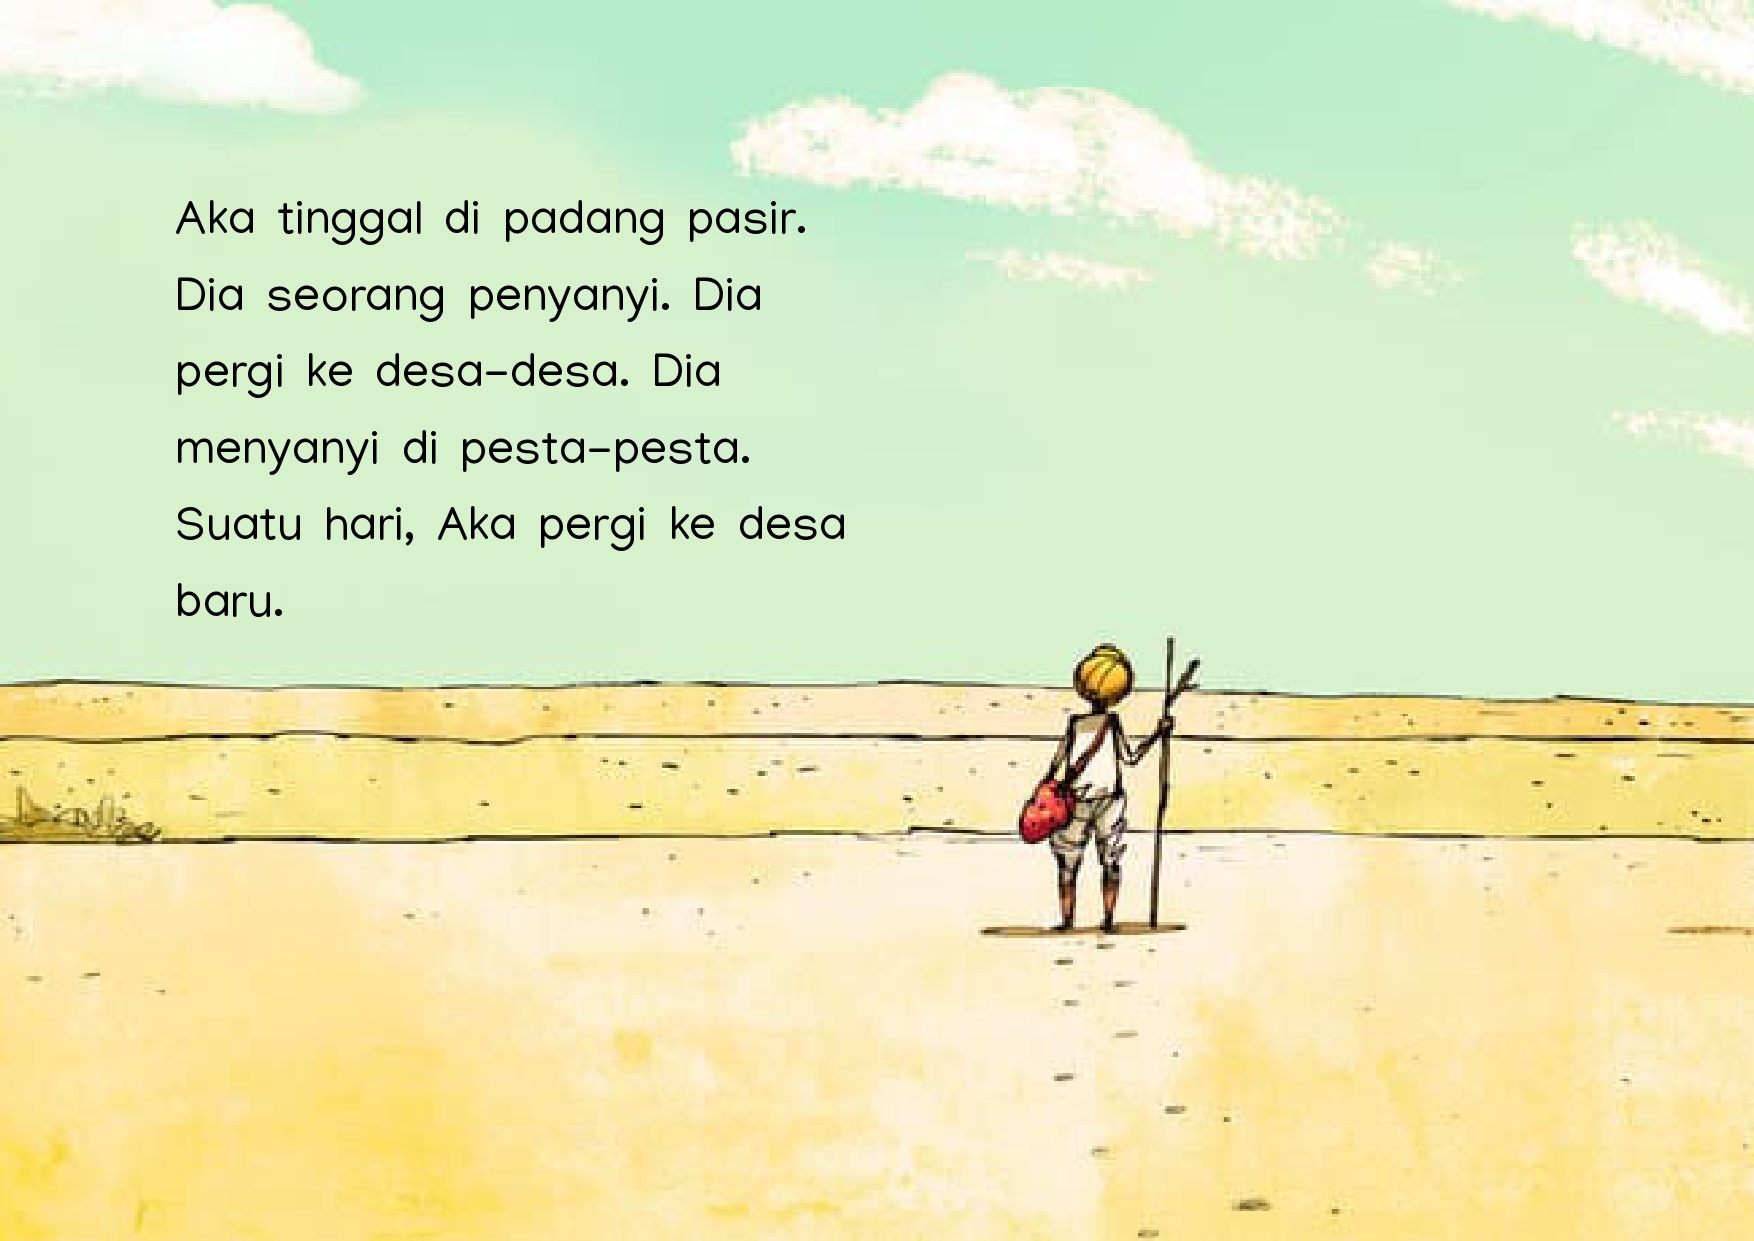 Aka tinggal di padang pasir.
Dia seorang penyanyi. Dia
pergi ke desa-desa. Dia
menyanyi di pesta-pesta.
Suatu hari, Aka pergi ke desa
baru.